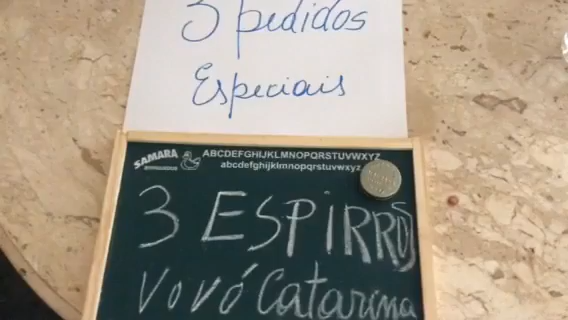 3 pedidos
Especiais
SAMARA ABCDEFGHIJKLMNOPQRSTUVWXYZ
abcdefghijklmnopqrstuvwxyz
3 ESPIRROS
Vovó Catarina